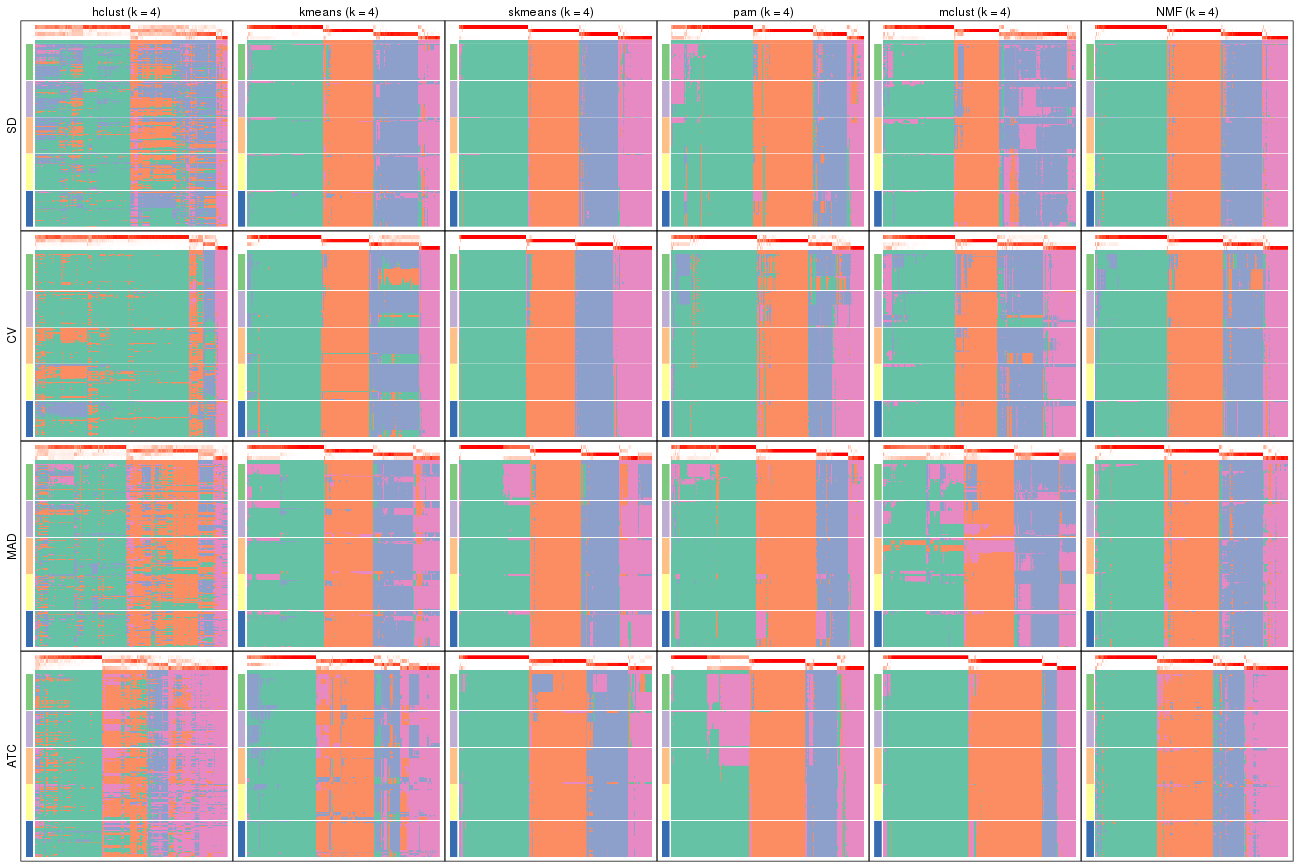 hclust (k = 4)
kmeans (k = 4)
skmeans (k = 4)
pam (k = 4)
mclust (k = 4)
NMF (k = 4)
SD
CV
MAD
ATC